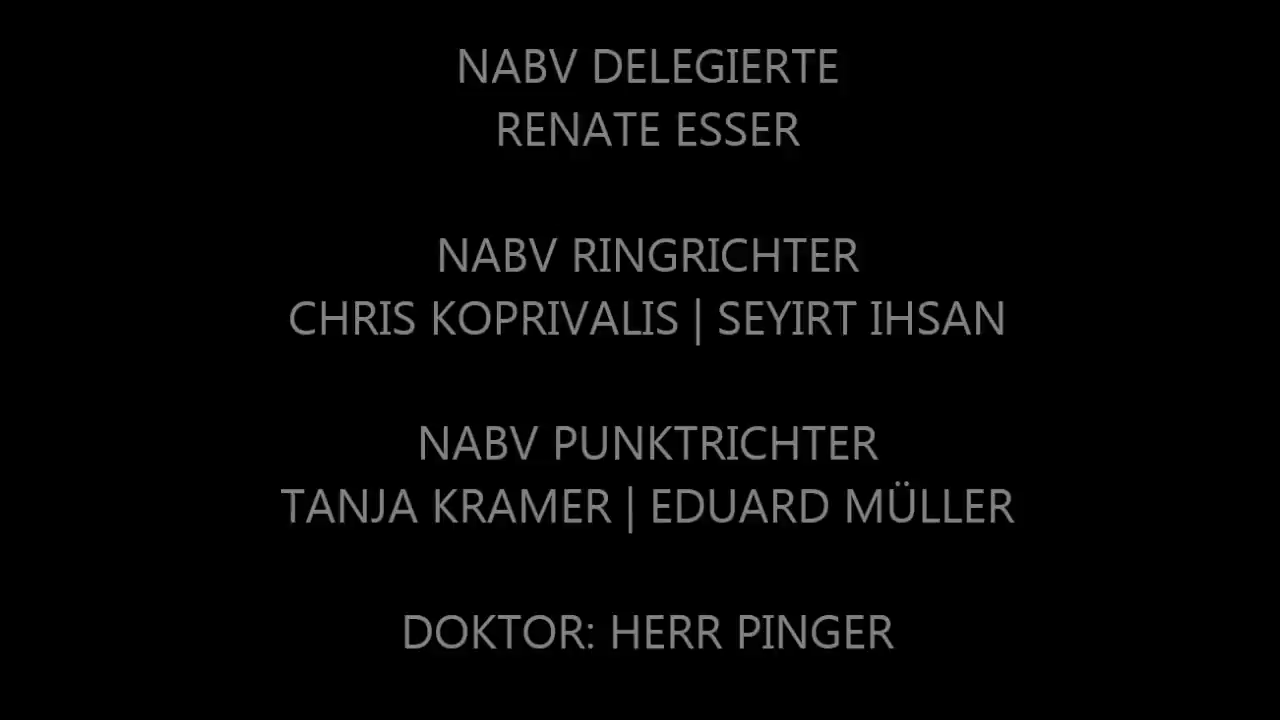 NABV DELEGIERTE
RENATE ESSER
NABV RINGRICHTER
CHRIS KOPRIVALIS | SEYIRT IHSAN
NABV PUNKTRICHTER
TANJA KRAMER | EDUARD MÜLLER
DOKTOR: HERR PINGER